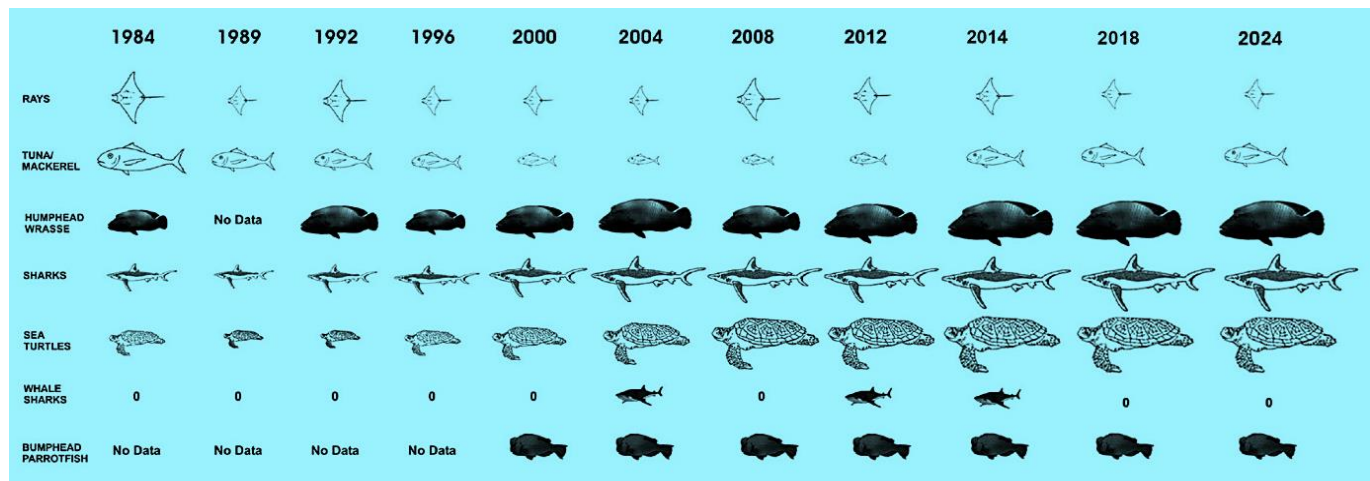 1984 1989 1992 1996 2000 2004 2008 2012 2014 2018 2024
RAYS
TUNA/
MACKEREL
HUMPHEAD
WRASSE
No Data
SHARKS
SEA
TURTLES
WHALE
SHARKS
0 0 0 0 0 0 0 0
BUMPHEAD
PARROTFISH
No Data No Data No Data No Data